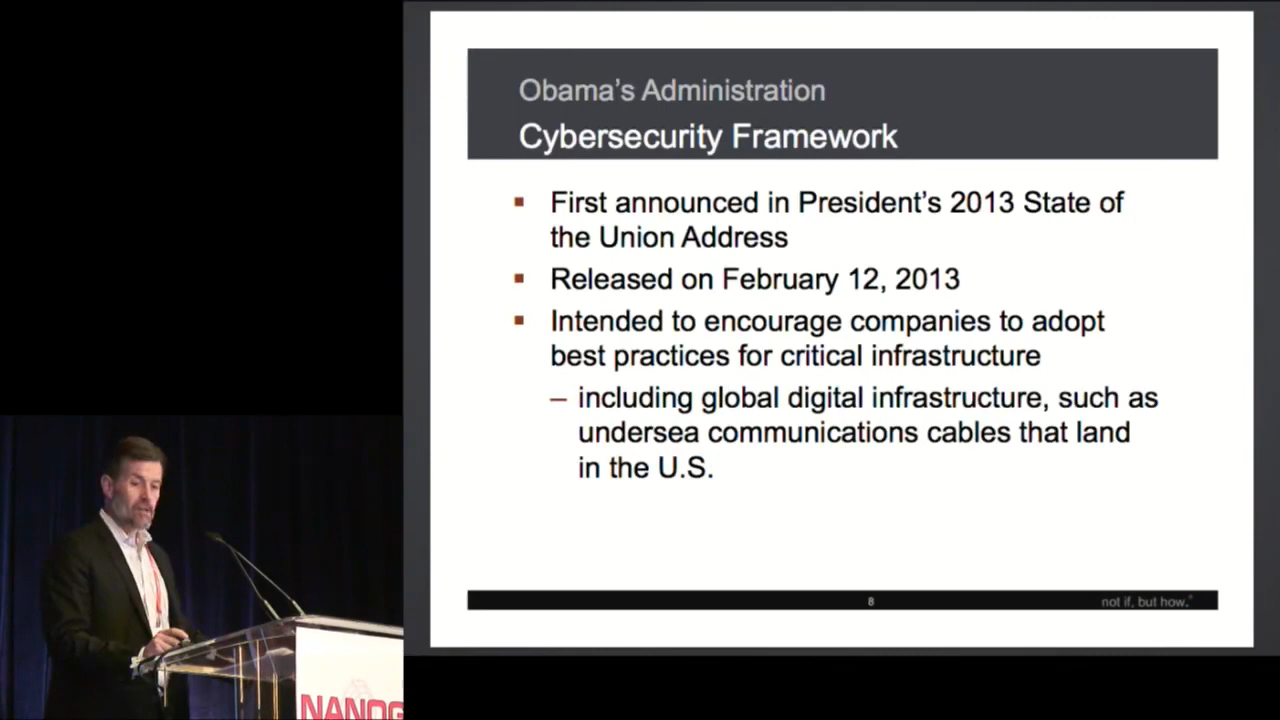 Obama's Administration
Cybersecurity Framework
First announced in President's 2013 State of
the Union Address
Released on February 12, 2013
Intended to encourage companies to adopt
best practices for critical infrastructure
– including global digital infrastructure, such as
undersea communications cables that land
in the U.S.
8
not if, but how.
NANOG